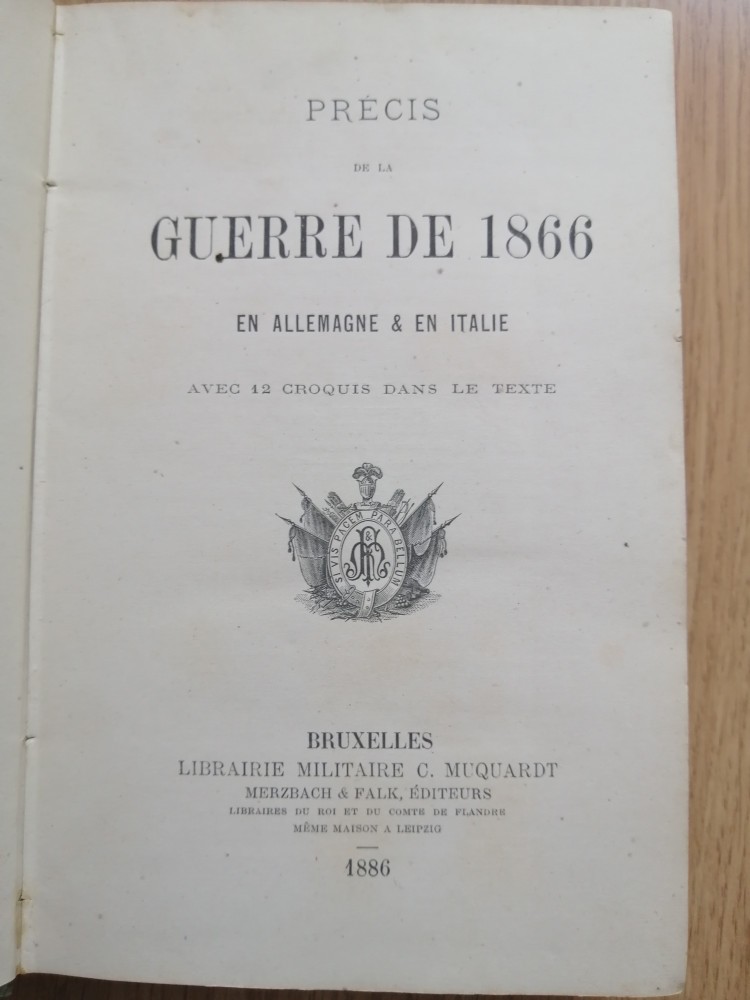 PRÉCIS
DE LA
GUERRE DE 1866
EN ALLEMAGNE & EN ITALIE
AVEC 12 CROQUIS DANS LE TEXTE
SI VIS PACEM PARA BELLUM
BRUXELLES
LIBRAIRIE MILITAIRE C. MUQUARDT
MERZBACH & FALK, ÉDITEURS
LIBRAIRES DU ROI ET DU COMTE DE FLANDRE
MÊME MAISON A LEIPZIG
1886